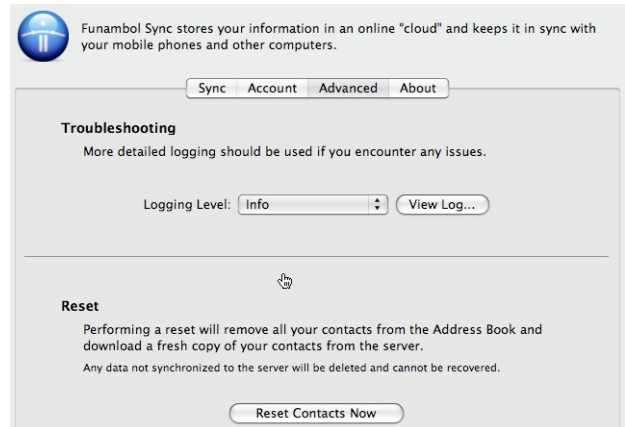 Funambol Sync stores your information in an online "cloud" and keeps it in sync with
your mobile phones and other computers.
Sync Account Advanced About
Troubleshooting
More detailed logging should be used if you encounter any issues.
Logging Level: Info View Log...
Reset
Performing a reset will remove all your contacts from the Address Book and
download a fresh copy of your contacts from the server.
Any data not synchronized to the server will be deleted and cannot be recovered.
Reset Contacts Now